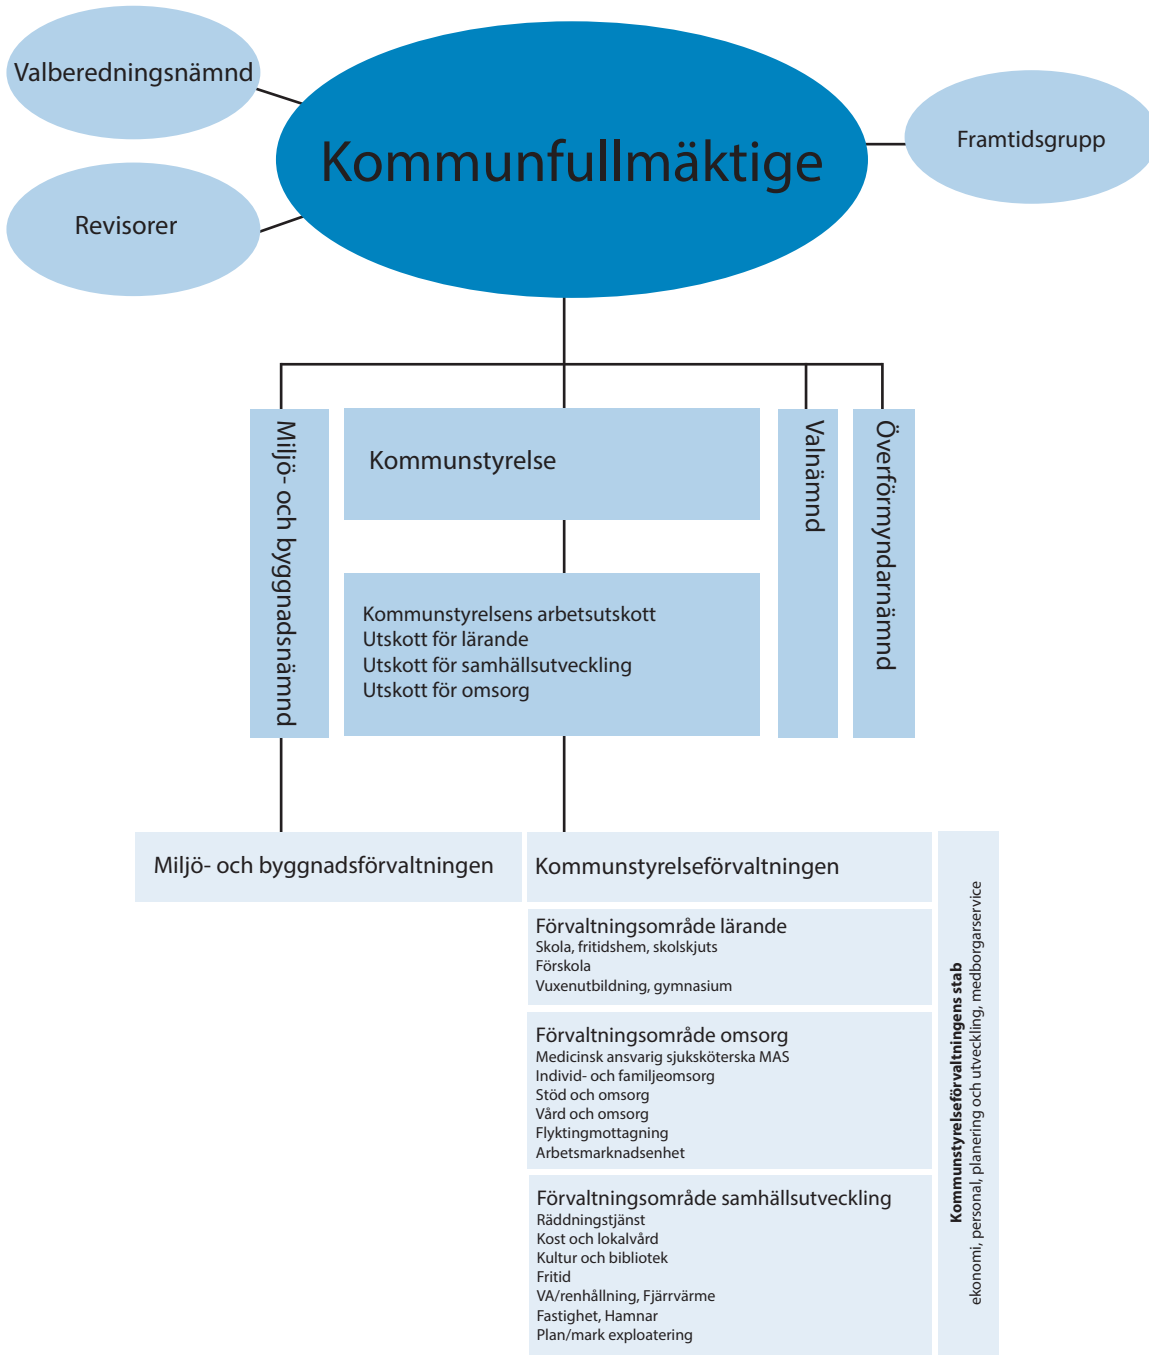 Valberedningsnämnd
Kommunfullmäktige
Framtidsgrupp
Revisorer
Miljö- och byggnadsnämnd
Kommunstyrelse
Valnämnd
Överförmyndarnämnd
Kommunstyrelsens arbetsutskott
Utskott för lärande
Utskott för samhällsutveckling
Utskott för omsorg
Miljö- och byggnadsförvaltningen
Kommunstyrelseförvaltningen
Förvaltningsområde lärande
Skola, fritidshem, skolskjuts
Förskola
Vuxenutbildning, gymnasium
Förvaltningsområde omsorg
Medicinsk ansvarig sjuksköterska MAS
Individ- och familjeomsorg
Stöd och omsorg
Vård och omsorg
Flyktingmottagning
Arbetsmarknadsenhet
Förvaltningsområde samhällsutveckling
Räddningstjänst
Kost och lokalvård
Kultur och bibliotek
Fritid
VA/renhållning, Fjärrvärme
Fastighet, Hamnar
Plan/mark exploatering
Kommunstyrelseförvaltningens stab
ekonomi, personal, planering och utveckling, medborgarservice